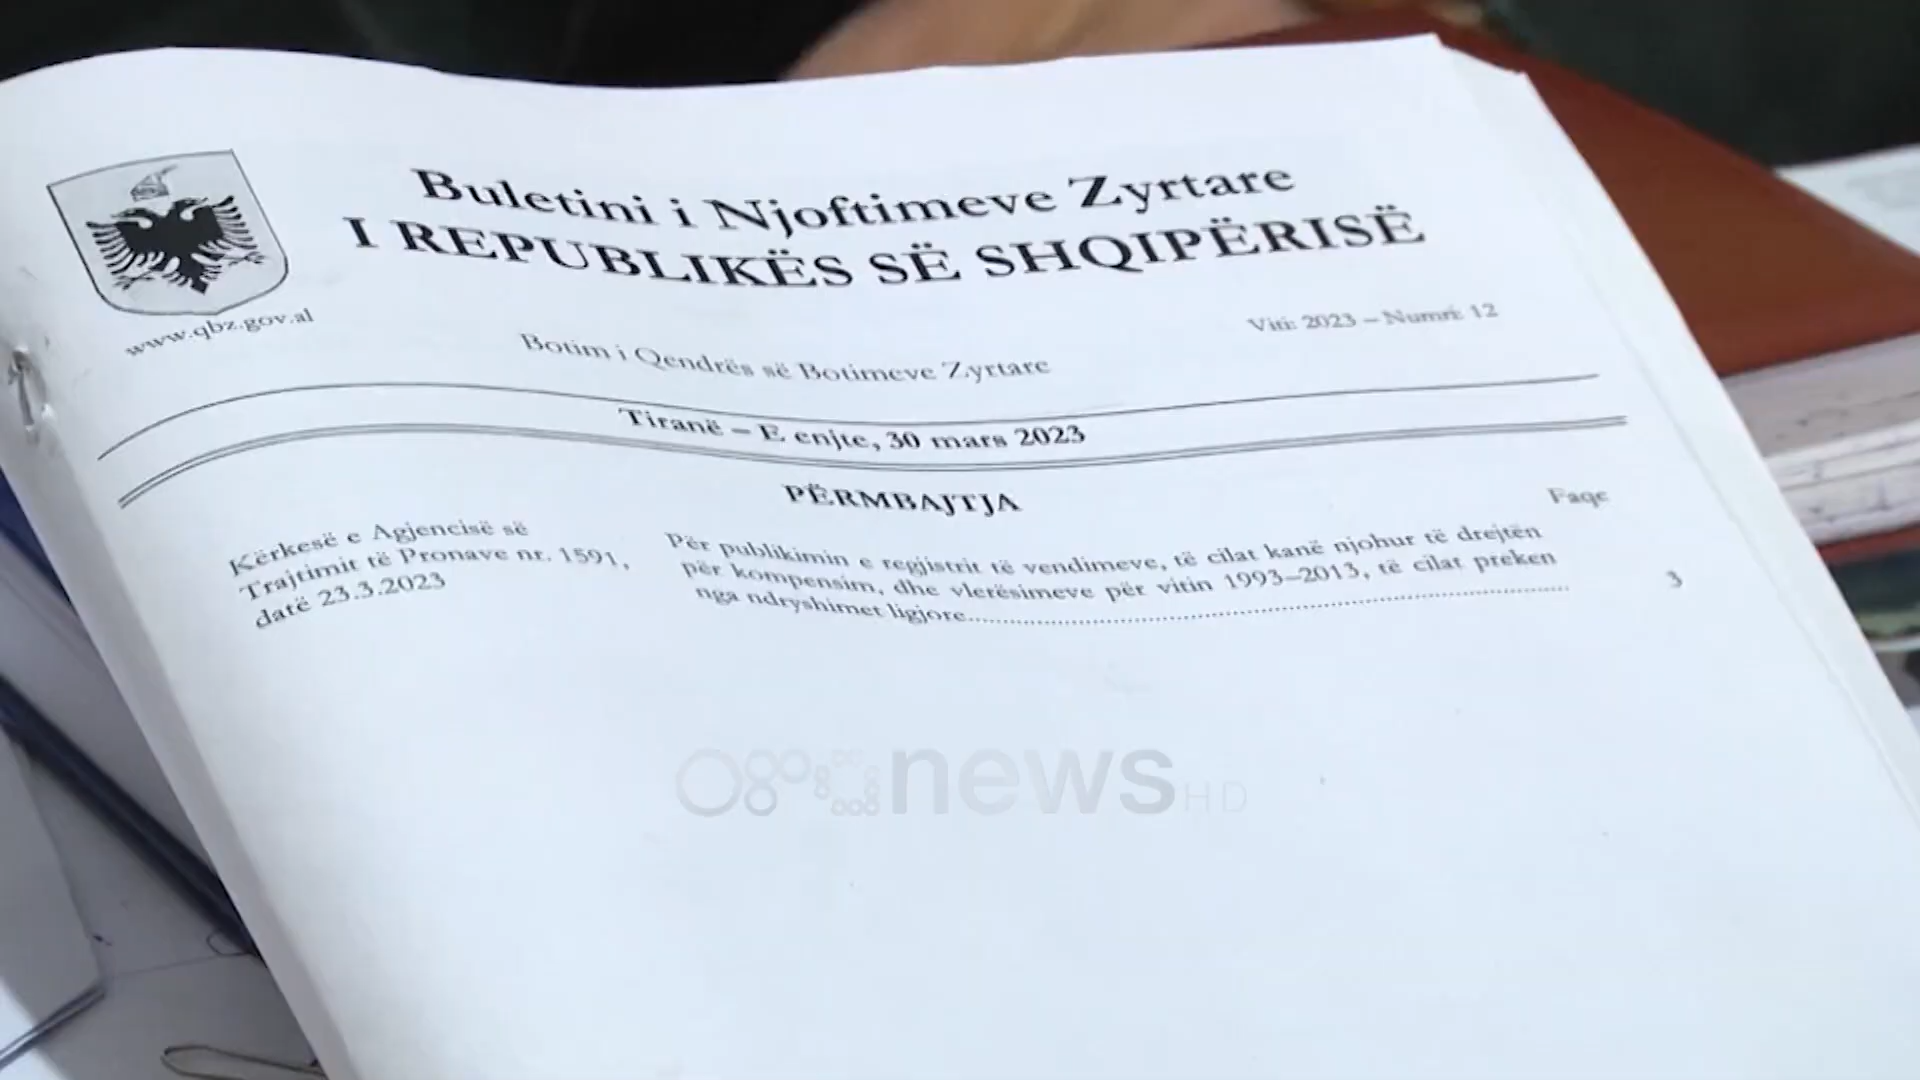 Buletini i Njoftimeve Zyrtare
I REPUBLIKËS SË SHQIPËRISË
www.qbz.gov.al
Viti: 2023 – Numri: 12
Botim i Qendrës së Botimeve Zyrtare
Tiranë – E enjte, 30 mars 2023
PËRMBAJTJA
Faqe
Kërkesë e Agjencisë së
Trajtimit të Pronave nr. 1591,
datë 23.3.2023
Për publikimin e regjistrit të vendimeve, të cilat kanë njohur të drejtën
për kompensim, dhe vlerësimeve për vitin 1993–2013, të cilat preken
nga ndryshimet ligjore.......................................................................................... 3
news HD